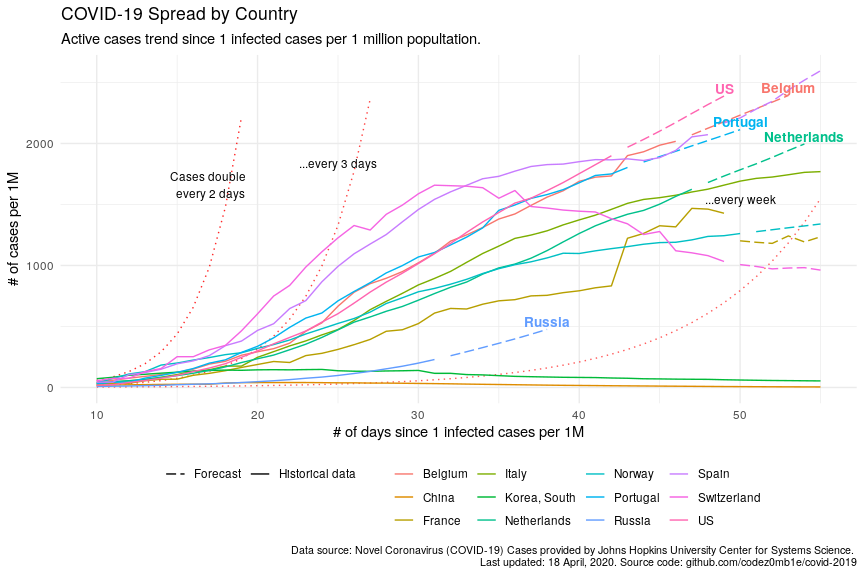 COVID-19 Spread by Country
Active cases trend since 1 infected cases per 1 million popultation.
# of cases per 1M
2000
1000
0
US
Belgium
Portugal
Netherlands
Cases double
every 2 days
...every 3 days
...every week
Russia
10
20
30
40
50
# of days since 1 infected cases per 1M
Forecast
Historical data
Belgium
Italy
Norway
Spain
China
Korea, South
Portugal
Switzerland
France
Netherlands
Russia
US
Data source: Novel Coronavirus (COVID-19) Cases provided by Johns Hopkins University Center for Systems Science.
Last updated: 18 April, 2020. Source code: github.com/codez0mb1e/covid-2019